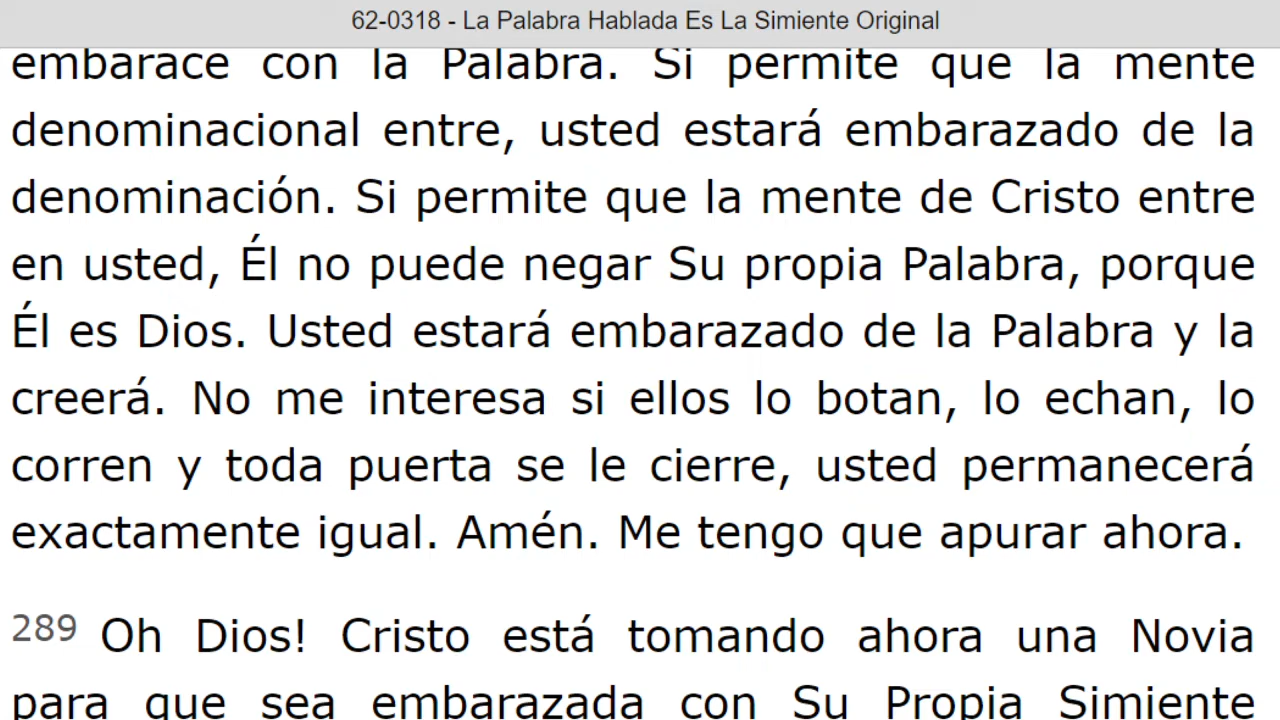 62-0318 - La Palabra Hablada Es La Simiente Original
embarace con la Palabra. Si permite que la mente
denominacional entre, usted estará embarazado de la
denominación. Si permite que la mente de Cristo entre
en usted, Él no puede negar Su propia Palabra, porque
Él es Dios. Usted estará embarazado de la Palabra y la
creerá. No me interesa si ellos lo botan, lo echan, lo
corren y toda puerta se le cierre, usted permanecerá
exactamente igual. Amén. Me tengo que apurar ahora.
289 Oh Dios! Cristo está tomando ahora una Novia
para que sea embarazada con Su Propia Simiente